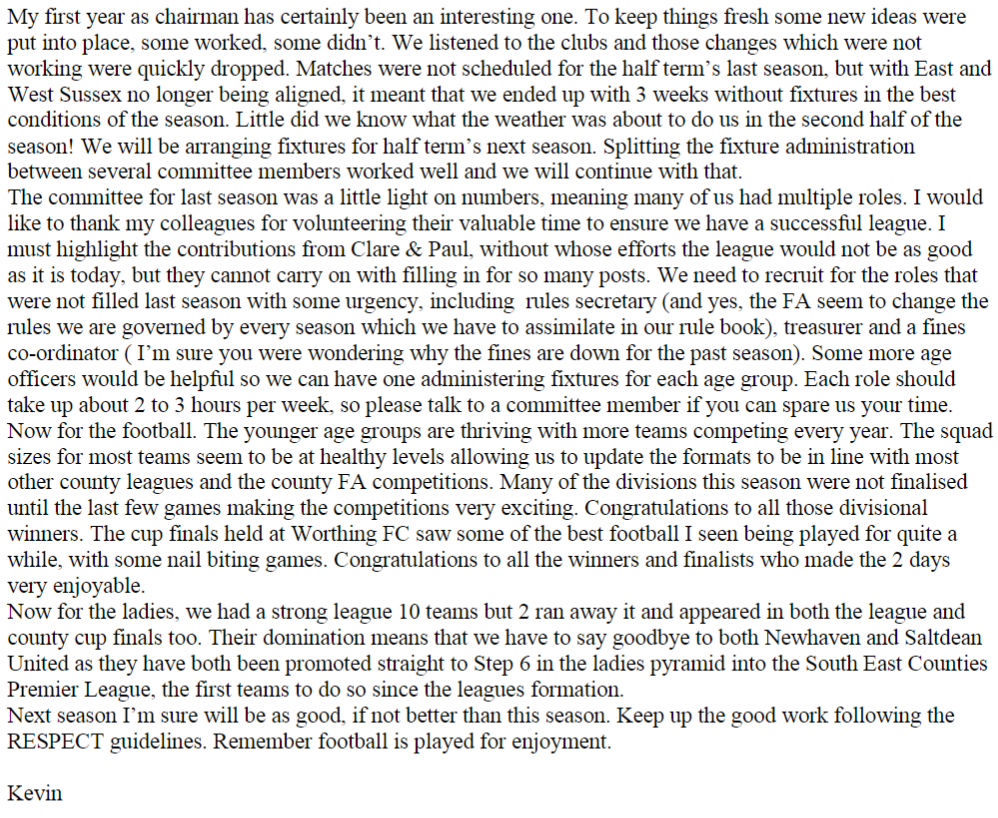 My first year as chairman has certainly been an interesting one. To keep things fresh some new ideas were
put into place, some worked, some didn’t. We listened to the clubs and those changes which were not
working were quickly dropped. Matches were not scheduled for the half term’s last season, but with East and
West Sussex no longer being aligned, it meant that we ended up with 3 weeks without fixtures in the best
conditions of the season. Little did we know what the weather was about to do us in the second half of the
season! We will be arranging fixtures for half term’s next season. Splitting the fixture administration
between several committee members worked well and we will continue with that.
The committee for last season was a little light on numbers, meaning many of us had multiple roles. I would
like to thank my colleagues for volunteering their valuable time to ensure we have a successful league. I
must highlight the contributions from Clare & Paul, without whose efforts the league would not be as good
as it is today, but they cannot carry on with filling in for so many posts. We need to recruit for the roles that
were not filled last season with some urgency, including  rules secretary (and yes, the FA seem to change the
rules we are governed by every season which we have to assimilate in our rule book), treasurer and a fines
co-ordinator ( I’m sure you were wondering why the fines are down for the past season). Some more age
officers would be helpful so we can have one administering fixtures for each age group. Each role should
take up about 2 to 3 hours per week, so please talk to a committee member if you can spare us your time.
Now for the football. The younger age groups are thriving with more teams competing every year. The squad
sizes for most teams seem to be at healthy levels allowing us to update the formats to be in line with most
other county leagues and the county FA competitions. Many of the divisions this season were not finalised
until the last few games making the competitions very exciting. Congratulations to all those divisional
winners. The cup finals held at Worthing FC saw some of the best football I seen being played for quite a
while, with some nail biting games. Congratulations to all the winners and finalists who made the 2 days
very enjoyable.
Now for the ladies, we had a strong league 10 teams but 2 ran away it and appeared in both the league and
county cup finals too. Their domination means that we have to say goodbye to both Newhaven and Saltdean
United as they have both been promoted straight to Step 6 in the ladies pyramid into the South East Counties
Premier League, the first teams to do so since the leagues formation.
Next season I’m sure will be as good, if not better than this season. Keep up the good work following the
RESPECT guidelines. Remember football is played for enjoyment.

Kevin